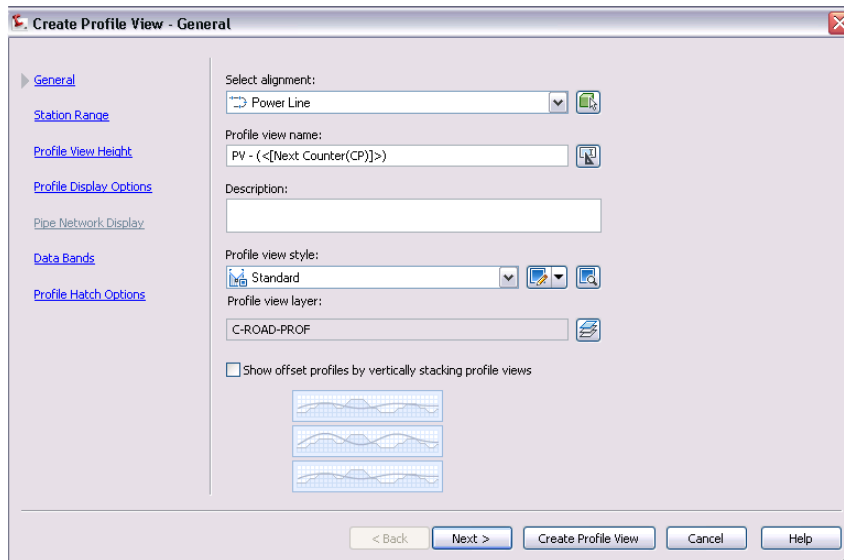 Create Profile View - General
General
Station Range
Profile View Height
Profile Display Options
Pipe Network Display
Data Bands
Profile Hatch Options
Select alignment:
Power Line
Profile view name:
PV - (<[Next Counter(CP)]>)
Description:
Profile view style:
Standard
Profile view layer:
C-ROAD-PROF
Show offset profiles by vertically stacking profile views
< Back
Next >
Create Profile View
Cancel
Help